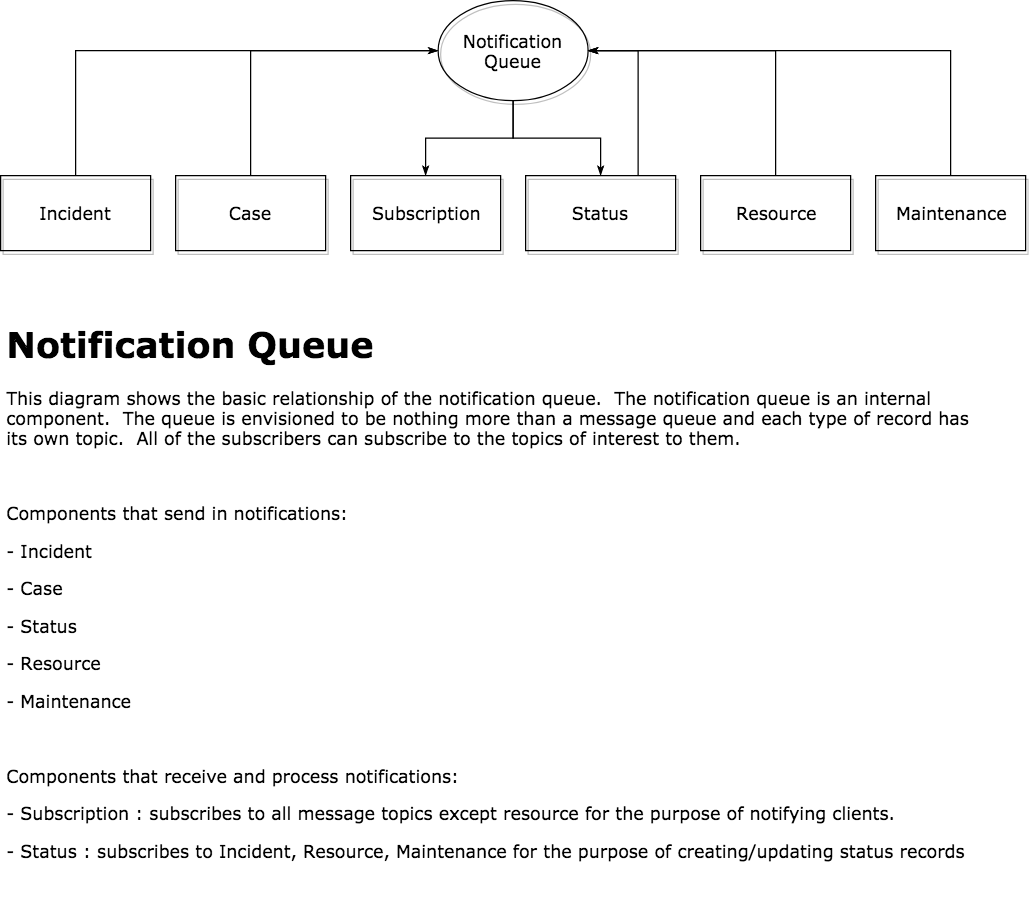 Notification
Queue
Incident
Case
Subscription
Status
Resource
Maintenance
Notification Queue
This diagram shows the basic relationship of the notification queue.  The notification queue is an internal
component.  The queue is envisioned to be nothing more than a message queue and each type of record has
its own topic.  All of the subscribers can subscribe to the topics of interest to them.
Components that send in notifications:
- Incident
- Case
- Status
- Resource
- Maintenance
Components that receive and process notifications:
- Subscription : subscribes to all message topics except resource for the purpose of notifying clients.
- Status : subscribes to Incident, Resource, Maintenance for the purpose of creating/updating status records